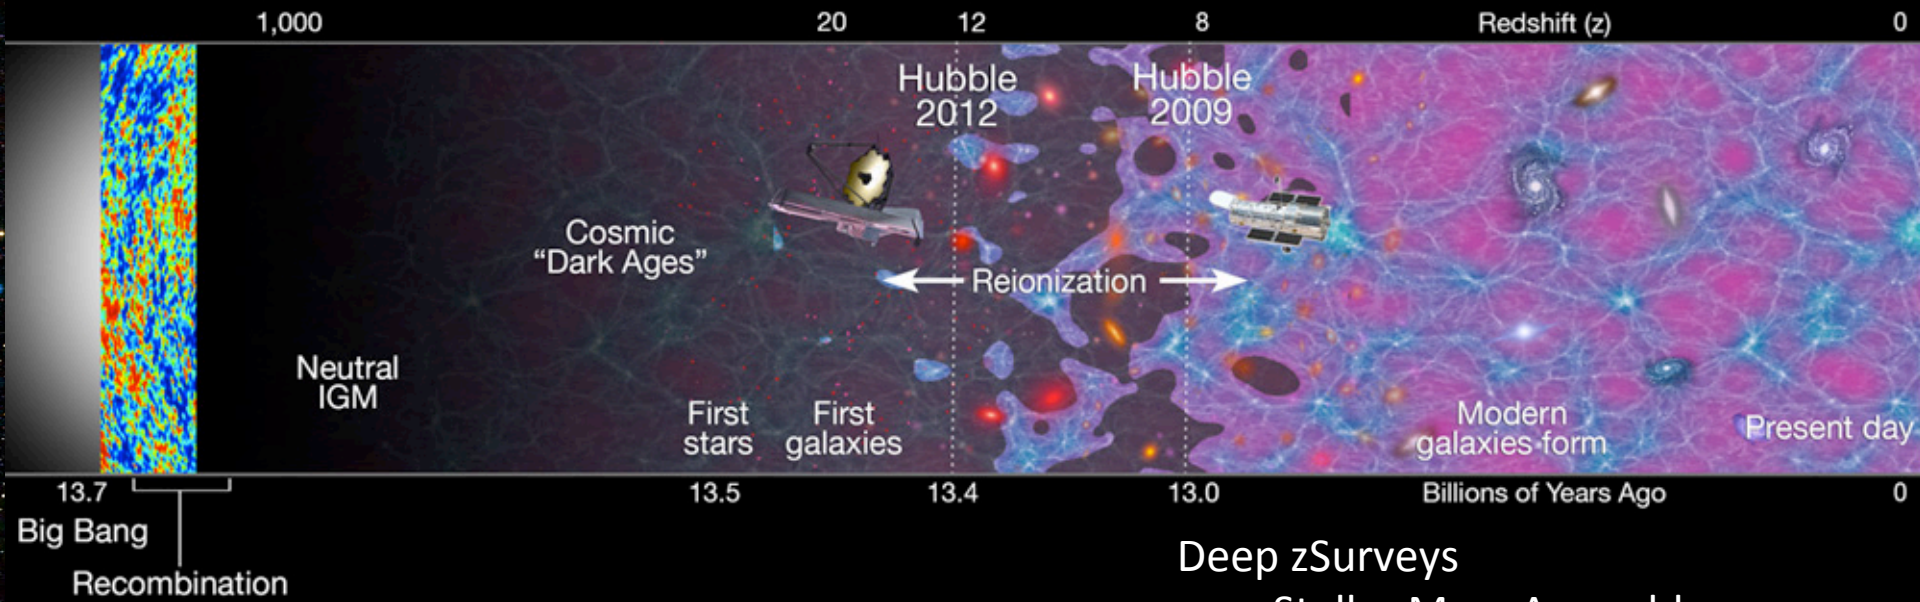 1,000 20 12 8 Redshift (z) 0
Hubble
2012
Hubble
2009
Cosmic
“Dark Ages”
Reionization
Neutral
IGM
First
stars
First
galaxies
Modern
galaxies form
Present day
13.7 13.5 13.4 13.0 Billions of Years Ago 0
Big Bang
Recombination
Deep zSurveys